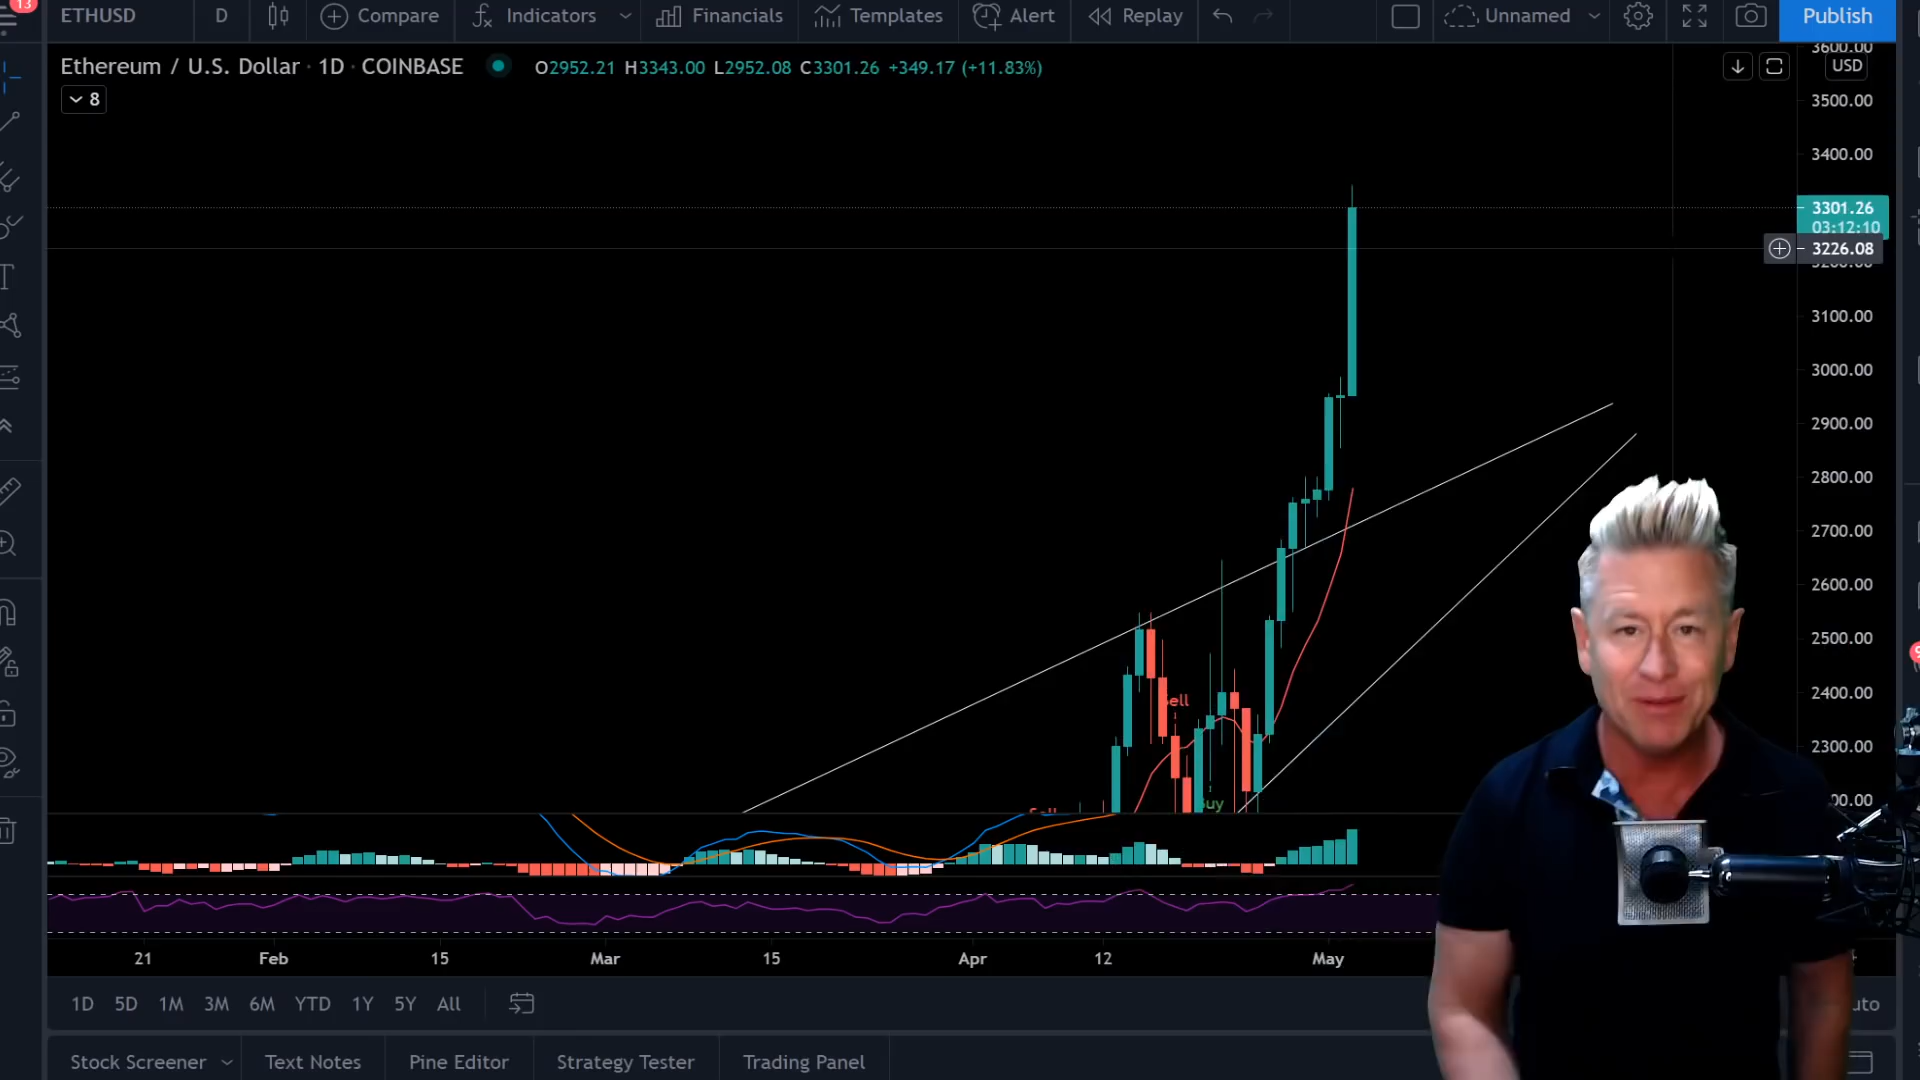 13
ETHUSD D Compare Indicators Financials Templates Alert Replay Unnamed Publish
Ethereum / U.S. Dollar · 1D · COINBASE O2952.21 H3343.00 L2952.08 C3301.26 +349.17 (+11.83%)
8
3600.00
USD
3500.00
3400.00
3301.26
03:12:10
3226.08
3100.00
3000.00
2900.00
2800.00
2700.00
2600.00
2500.00
2400.00
2300.00
Sell
Buy
Sell
21 Feb 15 Mar 15 Apr 12 May
1D 5D 1M 3M 6M YTD 1Y 5Y All
Stock Screener Text Notes Pine Editor Strategy Tester Trading Panel